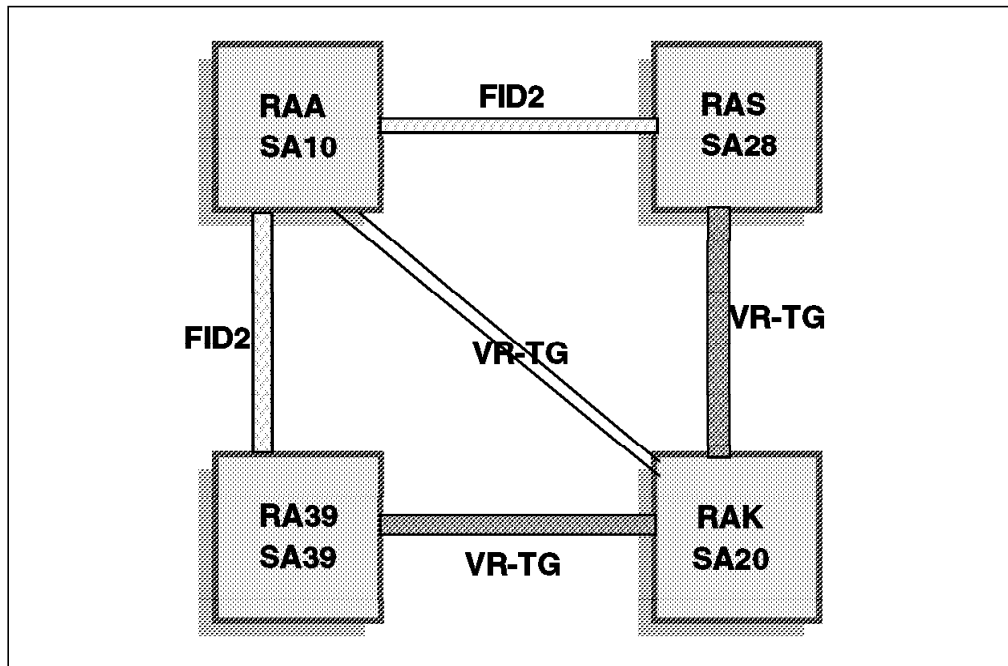 RAA
SA10
FID2
RAS
SA28
FID2
VR-TG
VR-TG
RA39
SA39
VR-TG
RAK
SA20